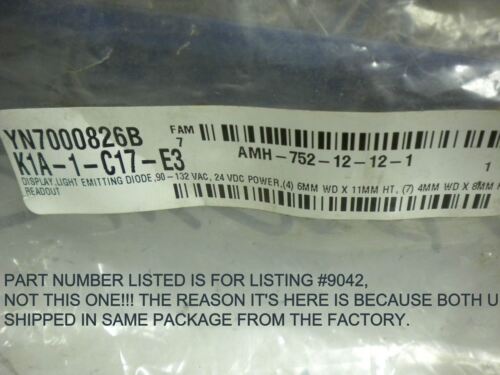 YN7000826B FAM
7
K1A-1-C17-E3 AMH-752-12-12-1 1
DISPLAY,LIGHT EMITTING DIODE,90-132 VAC, 24 VDC POWER,(4) 6MM WD X 11MM HT, (7) 4MM WD X 8MM
READOUT
PART NUMBER LISTED IS FOR LISTING #9042,
NOT THIS ONE!!! THE REASON IT'S HERE IS BECAUSE BOTH U
SHIPPED IN SAME PACKAGE FROM THE FACTORY.